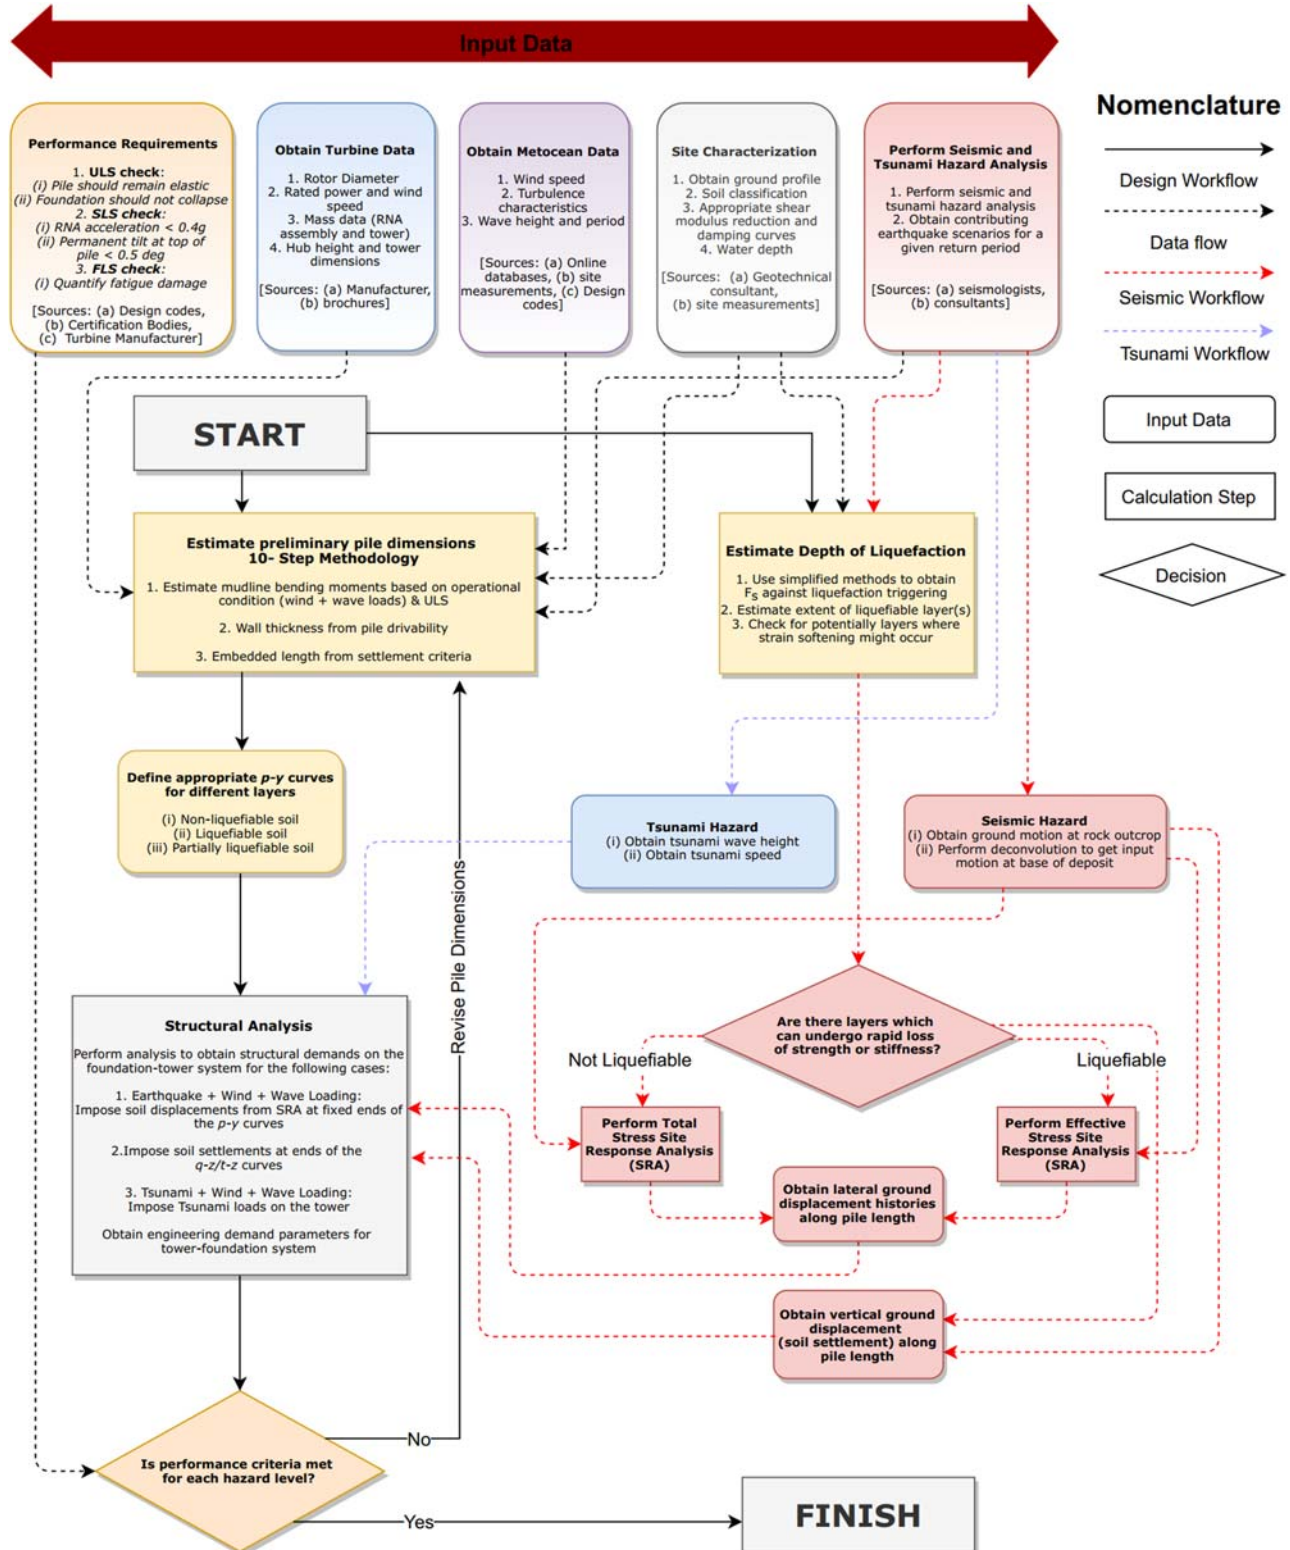 Input Data
Performance Requirements
1. ULS check:
(i) Pile should remain elastic
(ii) Foundation should not collapse
2. SLS check:
(i) RNA acceleration < 0.4g
(ii) Permanent tilt at top of
pile < 0.5 deg
3. FLS check:
(i) Quantify fatigue damage
[Sources: (a) Design codes,
(b) Certification Bodies,
(c) Turbine Manufacturer]
Obtain Turbine Data
1. Rotor Diameter
2. Rated power and wind
speed
3. Mass data (RNA
assembly and tower)
4. Hub height and tower
dimensions
[Sources: (a) Manufacturer,
(b) brochures]
Obtain Metocean Data
1. Wind speed
2. Turbulence
characteristics
3. Wave height and period
[Sources: (a) Online
databases, (b) site
measurements, (c) Design
codes]
Site Characterization
1. Obtain ground profile
2. Soil classification
3. Appropriate shear
modulus reduction and
damping curves
4. Water depth
[Sources: (a) Geotechnical
consultant,
(b) site measurements]
Perform Seismic and
Tsunami Hazard Analysis
1. Perform seismic and
tsunami hazard analysis
2. Obtain contributing
earthquake scenarios for a
given return period
[Sources: (a) seismologists,
(b) consultants]
Nomenclature
Design Workflow
Data flow
Seismic Workflow
Tsunami Workflow
Input Data
Calculation Step
Decision
START
Estimate preliminary pile dimensions
10- Step Methodology
1. Estimate mudline bending moments based on operational
condition (wind + wave loads) & ULS
2. Wall thickness from pile drivability
3. Embedded length from settlement criteria
Estimate Depth of Liquefaction
1. Use simplified methods to obtain
FS against liquefaction triggering
2. Estimate extent of liquefiable layer(s)
3. Check for potentially layers where
strain softening might occur
Define appropriate p-y curves
for different layers
(i) Non-liquefiable soil
(ii) Liquefiable soil
(iii) Partially liquefiable soil
Revise Pile Dimensions
Tsunami Hazard
(i) Obtain tsunami wave height
(ii) Obtain tsunami speed
Seismic Hazard
(i) Obtain ground motion at rock outcrop
(ii) Perform deconvolution to get input
motion at base of deposit
Structural Analysis
Perform analysis to obtain structural demands on the
foundation-tower system for the following cases:
1. Earthquake + Wind + Wave Loading:
Impose soil displacements from SRA at fixed ends of
the p-y curves
2.Impose soil settlements at ends of the
q-z/t-z curves
3. Tsunami + Wind + Wave Loading:
Impose Tsunami loads on the tower
Obtain engineering demand parameters for
tower-foundation system
Are there layers which
can undergo rapid loss
of strength or stiffness?
Not Liquefiable
Liquefiable
Perform Total
Stress Site
Response Analysis
(SRA)
Perform Effective
Stress Site
Response Analysis
(SRA)
Obtain lateral ground
displacement histories
along pile length
Obtain vertical ground
displacement
(soil settlement) along
pile length
Is performance criteria met
for each hazard level?
No
Yes
FINISH